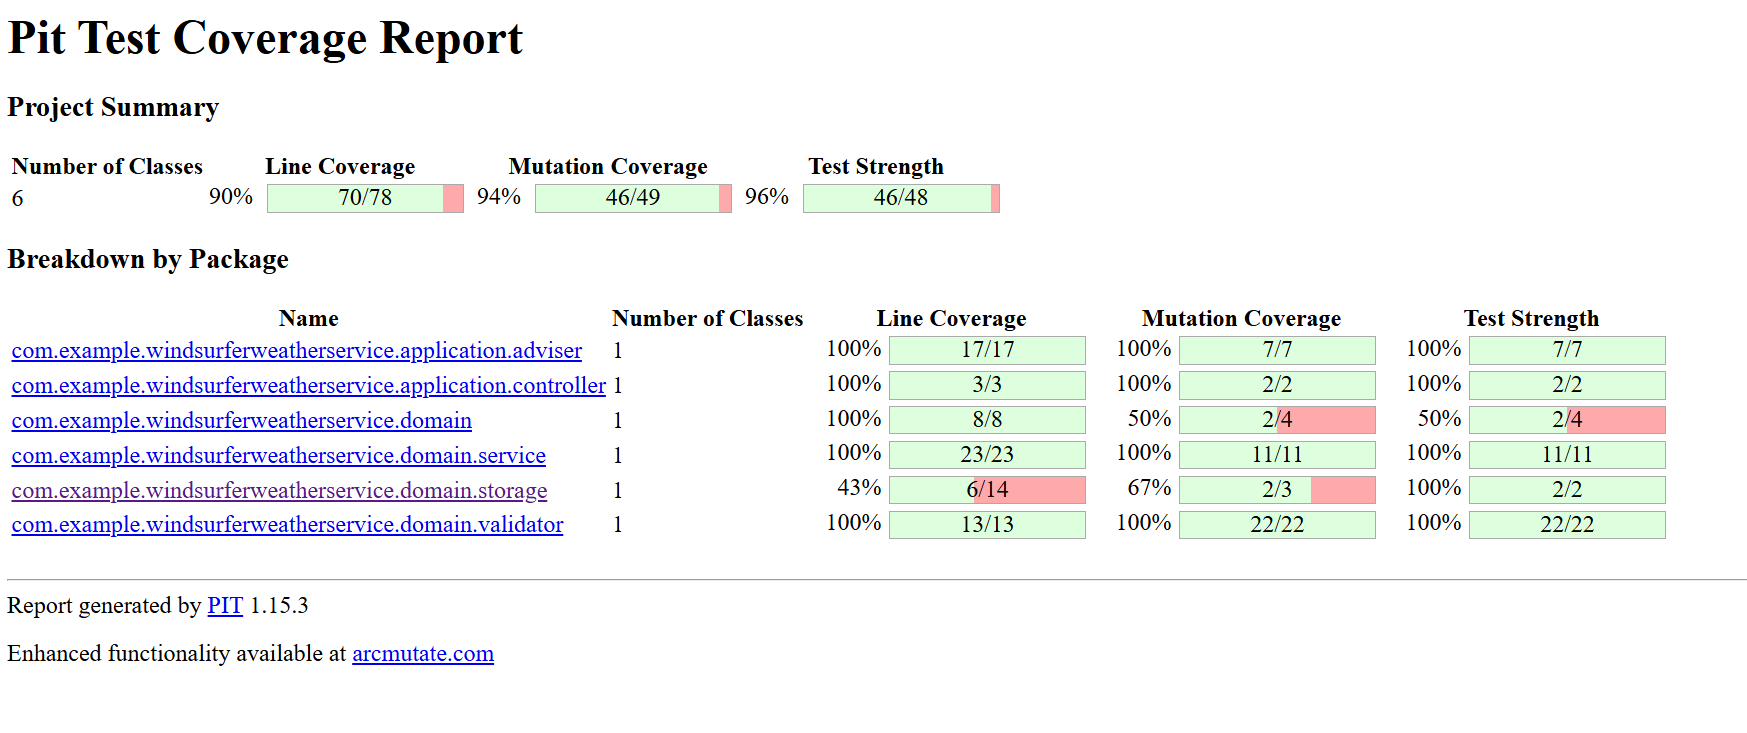 Pit Test Coverage Report
Project Summary
Number of Classes Line Coverage Mutation Coverage Test Strength
6 90% 70/78 94% 46/49 96% 46/48
Breakdown by Package
Name Number of Classes Line Coverage Mutation Coverage Test Strength
com.example.windsurferweatherservice.application.adviser 1 100% 17/17 100% 7/7 100% 7/7
com.example.windsurferweatherservice.application.controller 1 100% 3/3 100% 2/2 100% 2/2
com.example.windsurferweatherservice.domain 1 100% 8/8 50% 2/4 50% 2/4
com.example.windsurferweatherservice.domain.service 1 100% 23/23 100% 11/11 100% 11/11
com.example.windsurferweatherservice.domain.storage 1 43% 6/14 67% 2/3 100% 2/2
com.example.windsurferweatherservice.domain.validator 1 100% 13/13 100% 22/22 100% 22/22
Report generated by PIT 1.15.3
Enhanced functionality available at arcmutate.com